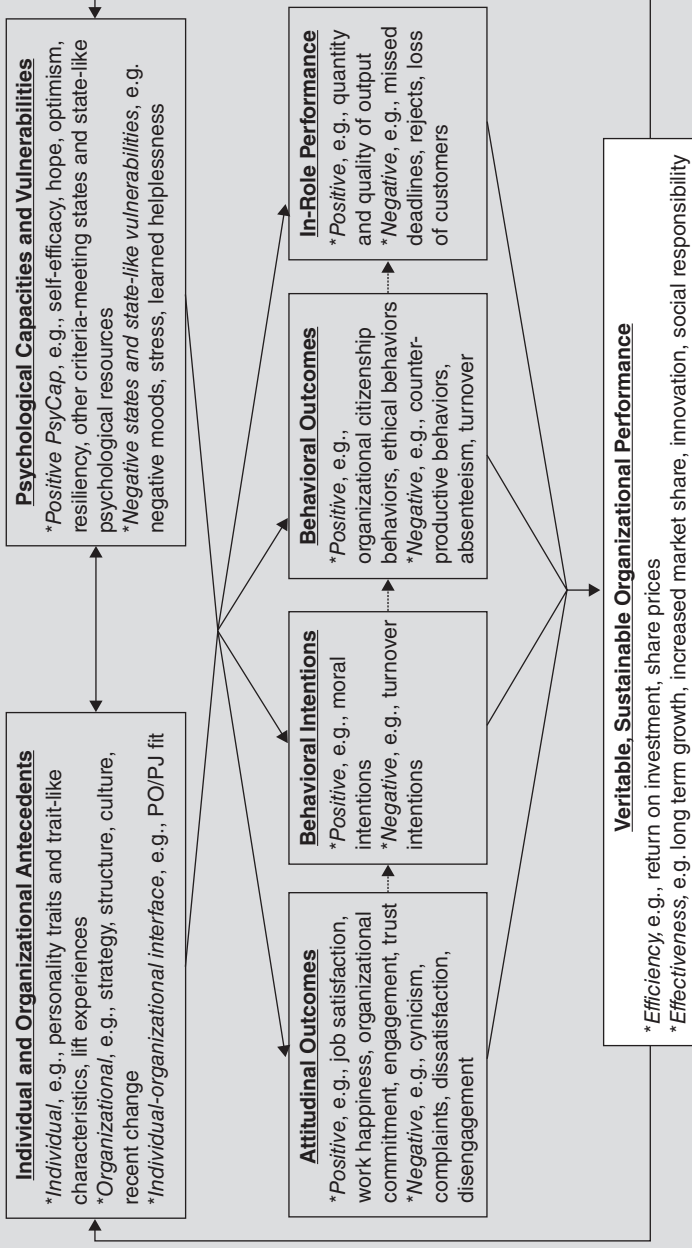 Individual and Organizational Antecedents
*Individual, e.g., personality traits and trait-like
characteristics, lift experiences
*Organizational, e.g., strategy, structure, culture,
recent change
*Individual-organizational interface, e.g., PO/PJ fit
Psychological Capacities and Vulnerabilities
*Positive PsyCap, e.g., self-efficacy, hope, optimism,
resiliency, other criteria-meeting states and state-like
psychological resources
*Negative states and state-like vulnerabilities, e.g.
negative moods, stress, learned helplessness
Attitudinal Outcomes
*Positive, e.g., job satisfaction,
work happiness, organizational
commitment, engagement, trust
*Negative, e.g., cynicism,
complaints, dissatisfaction,
disengagement
Behavioral Intentions
*Positive, e.g., moral
intentions
*Negative, e.g., turnover
intentions
Behavioral Outcomes
*Positive, e.g.,
organizational citizenship
behaviors, ethical behaviors
*Negative, e.g., counter-
productive behaviors,
absenteeism, turnover
In-Role Performance
*Positive, e.g., quantity
and quality of output
*Negative, e.g., missed
deadlines, rejects, loss
of customers
Veritable, Sustainable Organizational Performance
*Efficiency, e.g., return on investment, share prices
*Effectiveness, e.g. long term growth, increased market share, innovation, social responsibility